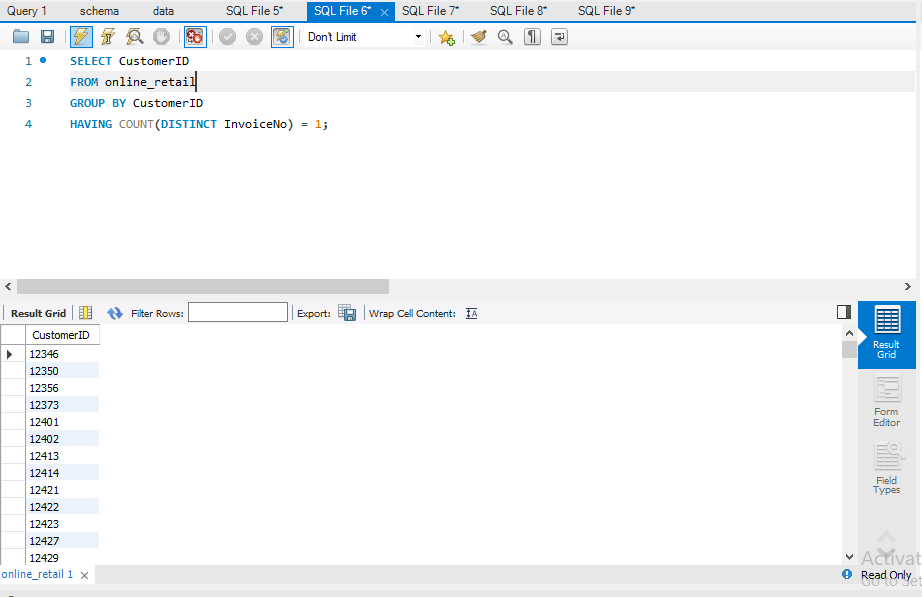 Query 1 schema data SQL File 5* SQL File 6* SQL File 7* SQL File 8* SQL File 9*
Don't Limit
1 SELECT CustomerID
2 FROM online_retail
3 GROUP BY CustomerID
4 HAVING COUNT(DISTINCT InvoiceNo) = 1;
Result Grid Filter Rows: Export: Wrap Cell Content:
CustomerID
12346
12350
12356
12373
12401
12402
12413
12414
12421
12422
12423
12427
12429
Result
Grid
Form
Editor
Field
Types
online_retail 1
Activat
Read Only
Go to Set